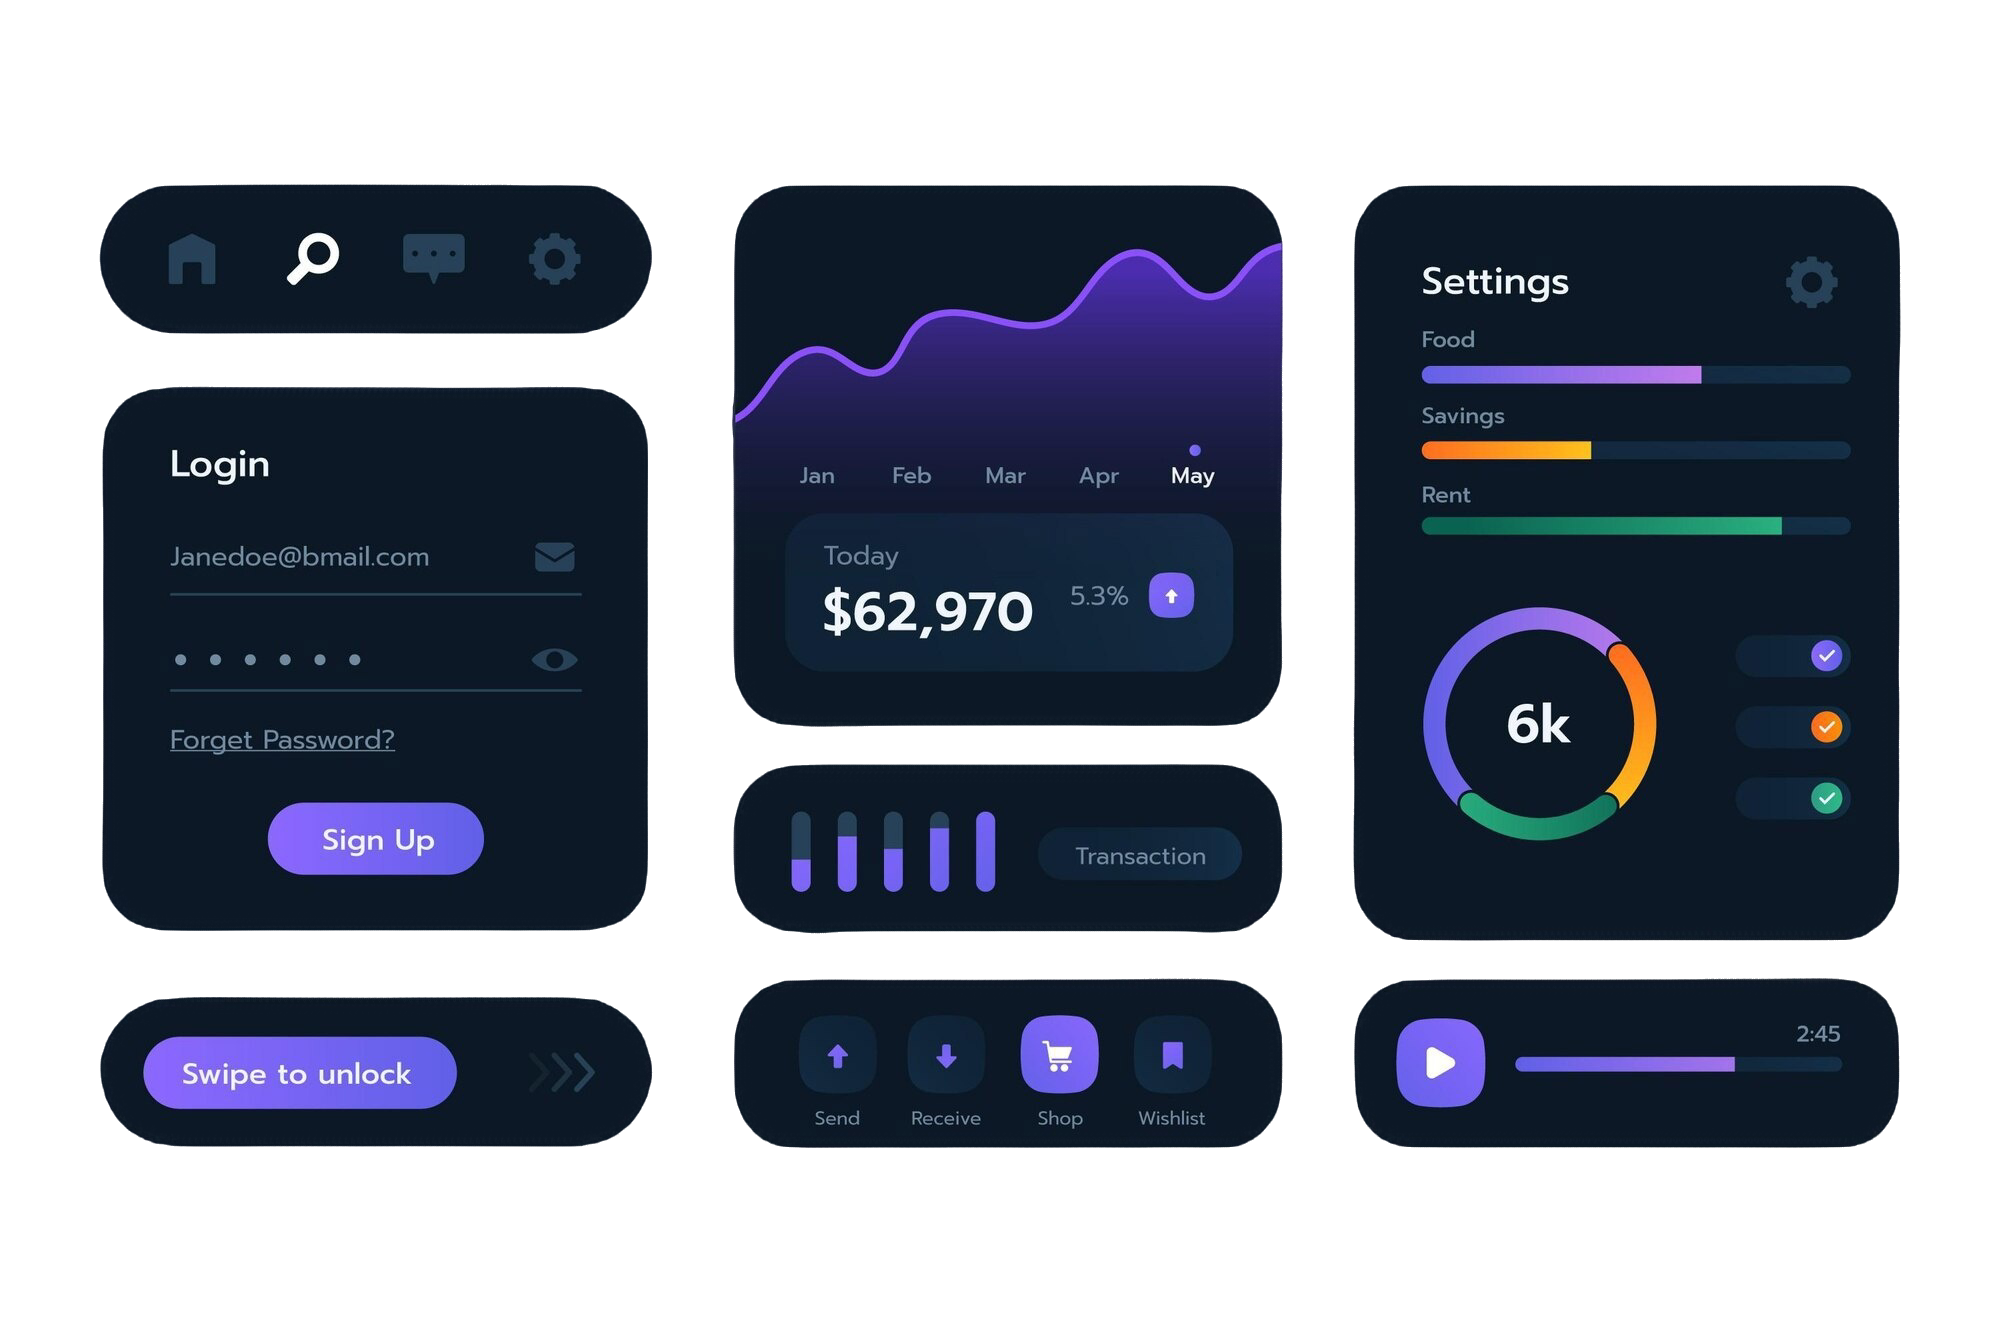 Login
Janedoe@bmail.com
Forget Password?
Sign Up
Swipe to unlock
Jan Feb Mar Apr May
Today
$62,970
5.3%
Transaction
Send Receive Shop Wishlist
Settings
Food
Savings
Rent
6k
2:45